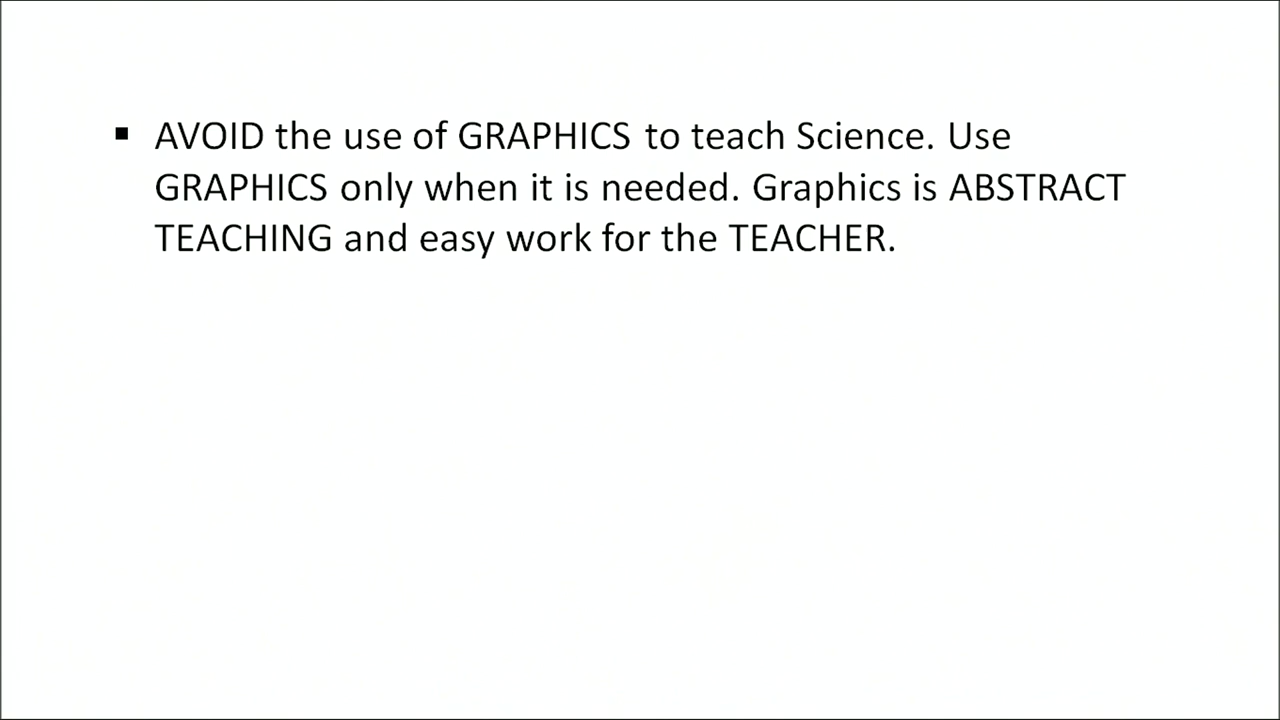 ▪ AVOID the use of GRAPHICS to teach Science. Use
GRAPHICS only when it is needed. Graphics is ABSTRACT
TEACHING and easy work for the TEACHER.